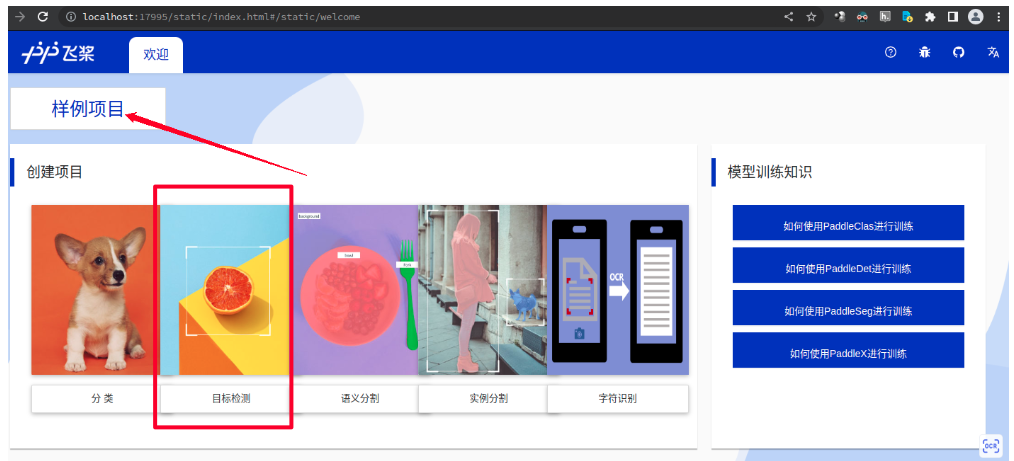 localhost:17995/static/index.html#/static/welcome
飞桨
欢迎
样例项目
创建项目
模型训练知识
background
OCR
如何使用PaddleClas进行训练
如何使用PaddleDet进行训练
如何使用PaddleSeg进行训练
如何使用PaddleX进行训练
分类
目标检测
语义分割
实例分割
字符识别
OCR